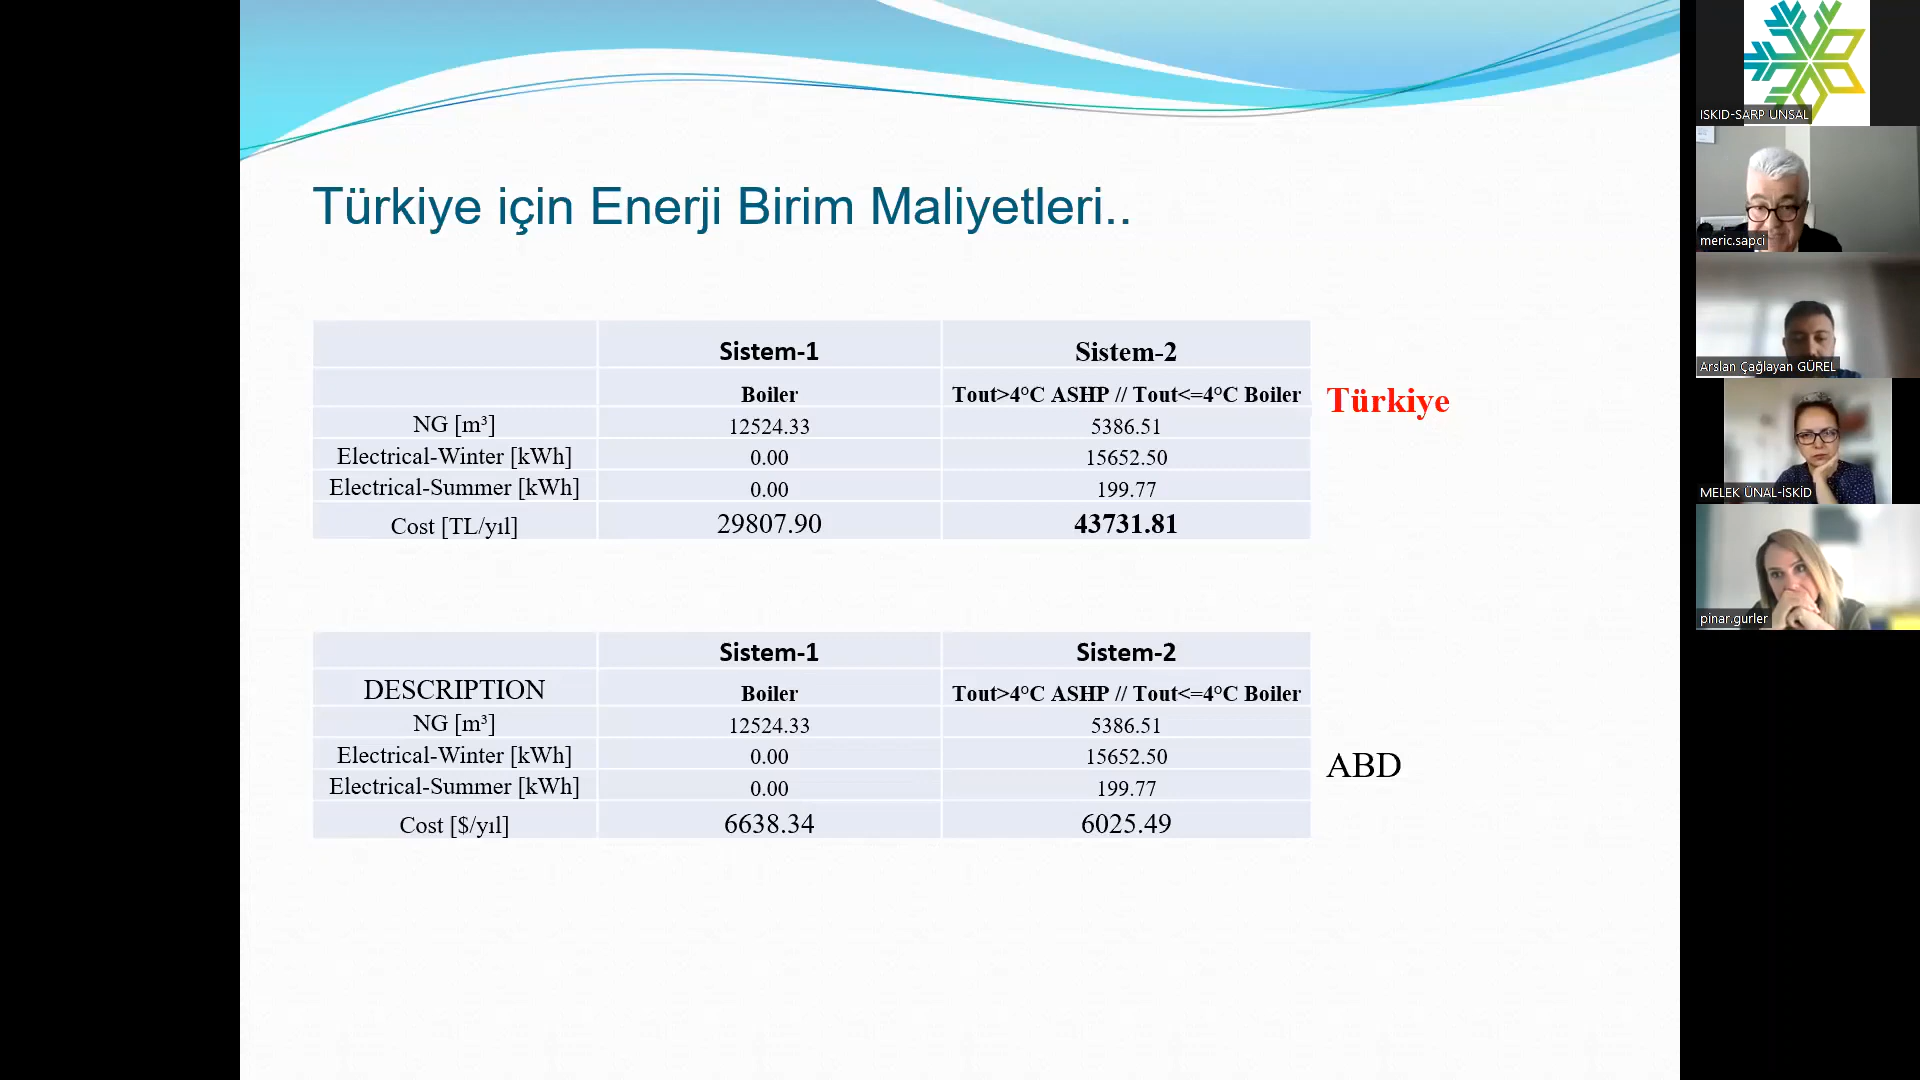 Türkiye için Enerji Birim Maliyetleri..
Sistem-1 Sistem-2
Boiler Tout>4°C ASHP // Tout<=4°C Boiler
Türkiye
NG [m³] 12524.33 5386.51
Electrical-Winter [kWh] 0.00 15652.50
Electrical-Summer [kWh] 0.00 199.77
Cost [TL/yıl] 29807.90 43731.81
Sistem-1 Sistem-2
DESCRIPTION Boiler Tout>4°C ASHP // Tout<=4°C Boiler
NG [m³] 12524.33 5386.51
Electrical-Winter [kWh] 0.00 15652.50
ABD
Electrical-Summer [kWh] 0.00 199.77
Cost [$/yıl] 6638.34 6025.49
ISKID-SARP ÜNSAL
meric.sapci
Arslan Çağlayan GÜREL
MELEK ÜNAL-İSKİD
pinar.gurler